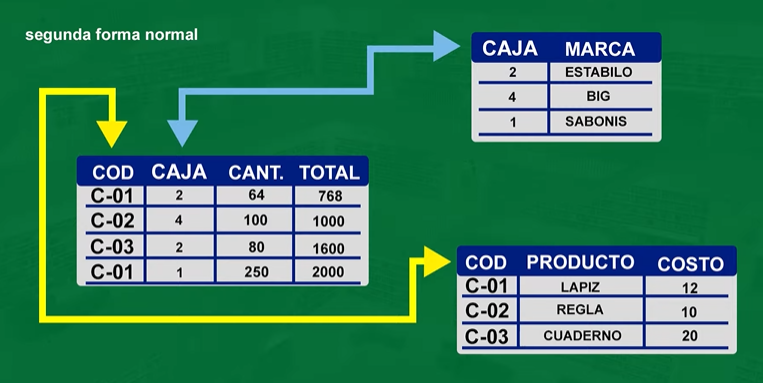 segunda forma normal
CAJA MARCA
2 ESTABILO
4 BIG
1 SABONIS
COD CAJA CANT. TOTAL
C-01 2 64 768
C-02 4 100 1000
C-03 2 80 1600
C-01 1 250 2000
COD PRODUCTO COSTO
C-01 LAPIZ 12
C-02 REGLA 10
C-03 CUADERNO 20